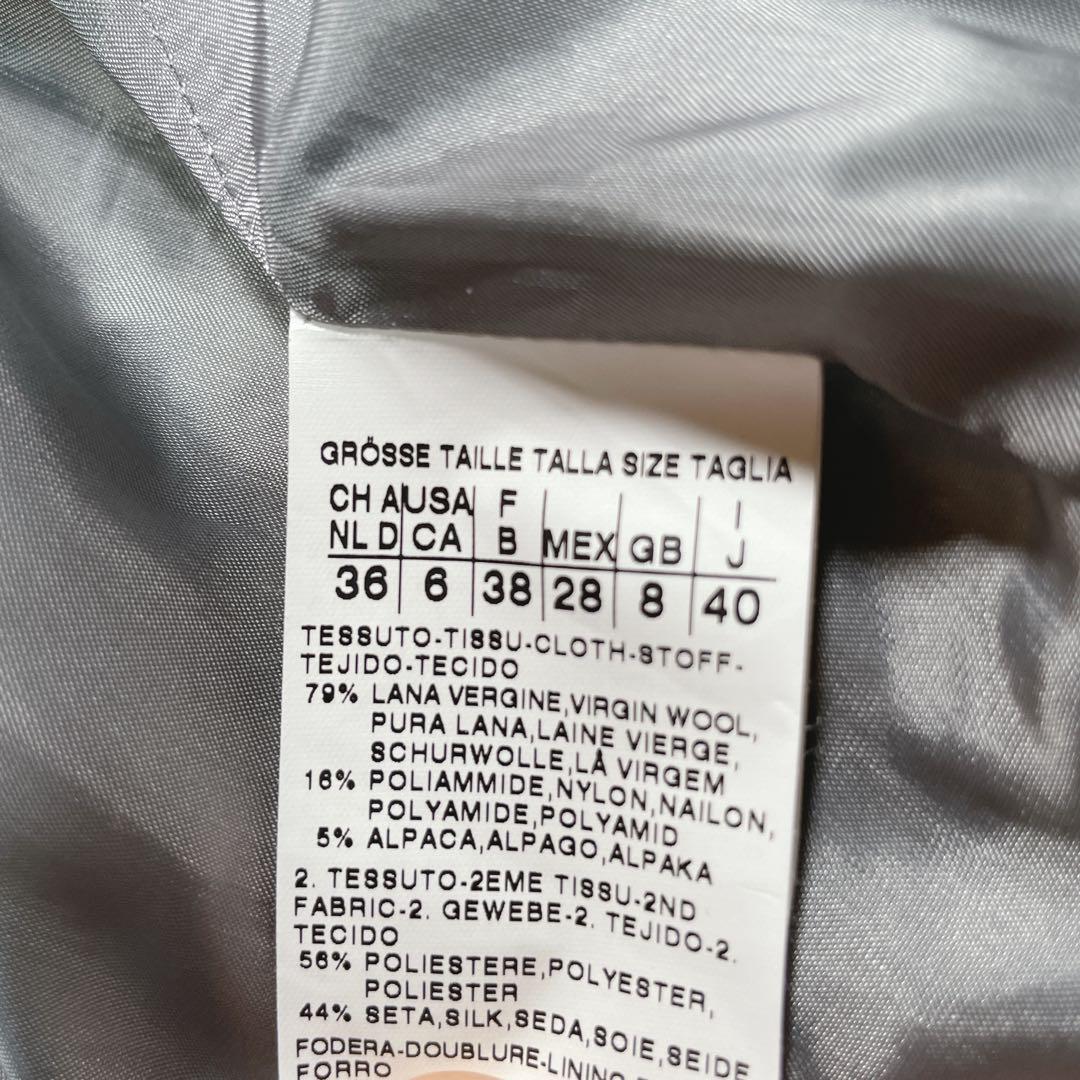 GRÖSSE TAILLE TALLA SIZE TAGLIA
CH A USA F I
NL D CA B MEX GB J
36 6 38 28 8 40
TESSUTO-TISSU-CLOTH-STOFF-
TEJIDO-TECIDO
79% LANA VERGINE,VIRGIN WOOL,
PURA LANA,LAINE VIERGE,
SCHURWOLLE,LÅ VIRGEM
16% POLIAMMIDE,NYLON,NAILON,
POLYAMIDE,POLYAMID
5% ALPACA,ALPAGO,ALPAKA
2. TESSUTO-2EME TISSU-2ND
FABRIC-2. GEWEBE-2. TEJIDO-2.
TECIDO
56% POLIESTERE,POLYESTER,
POLIESTER
44% SETA,SILK,SEDA,SOIE,SEIDE
FODERA-DOUBLURE-LINING
FORRO